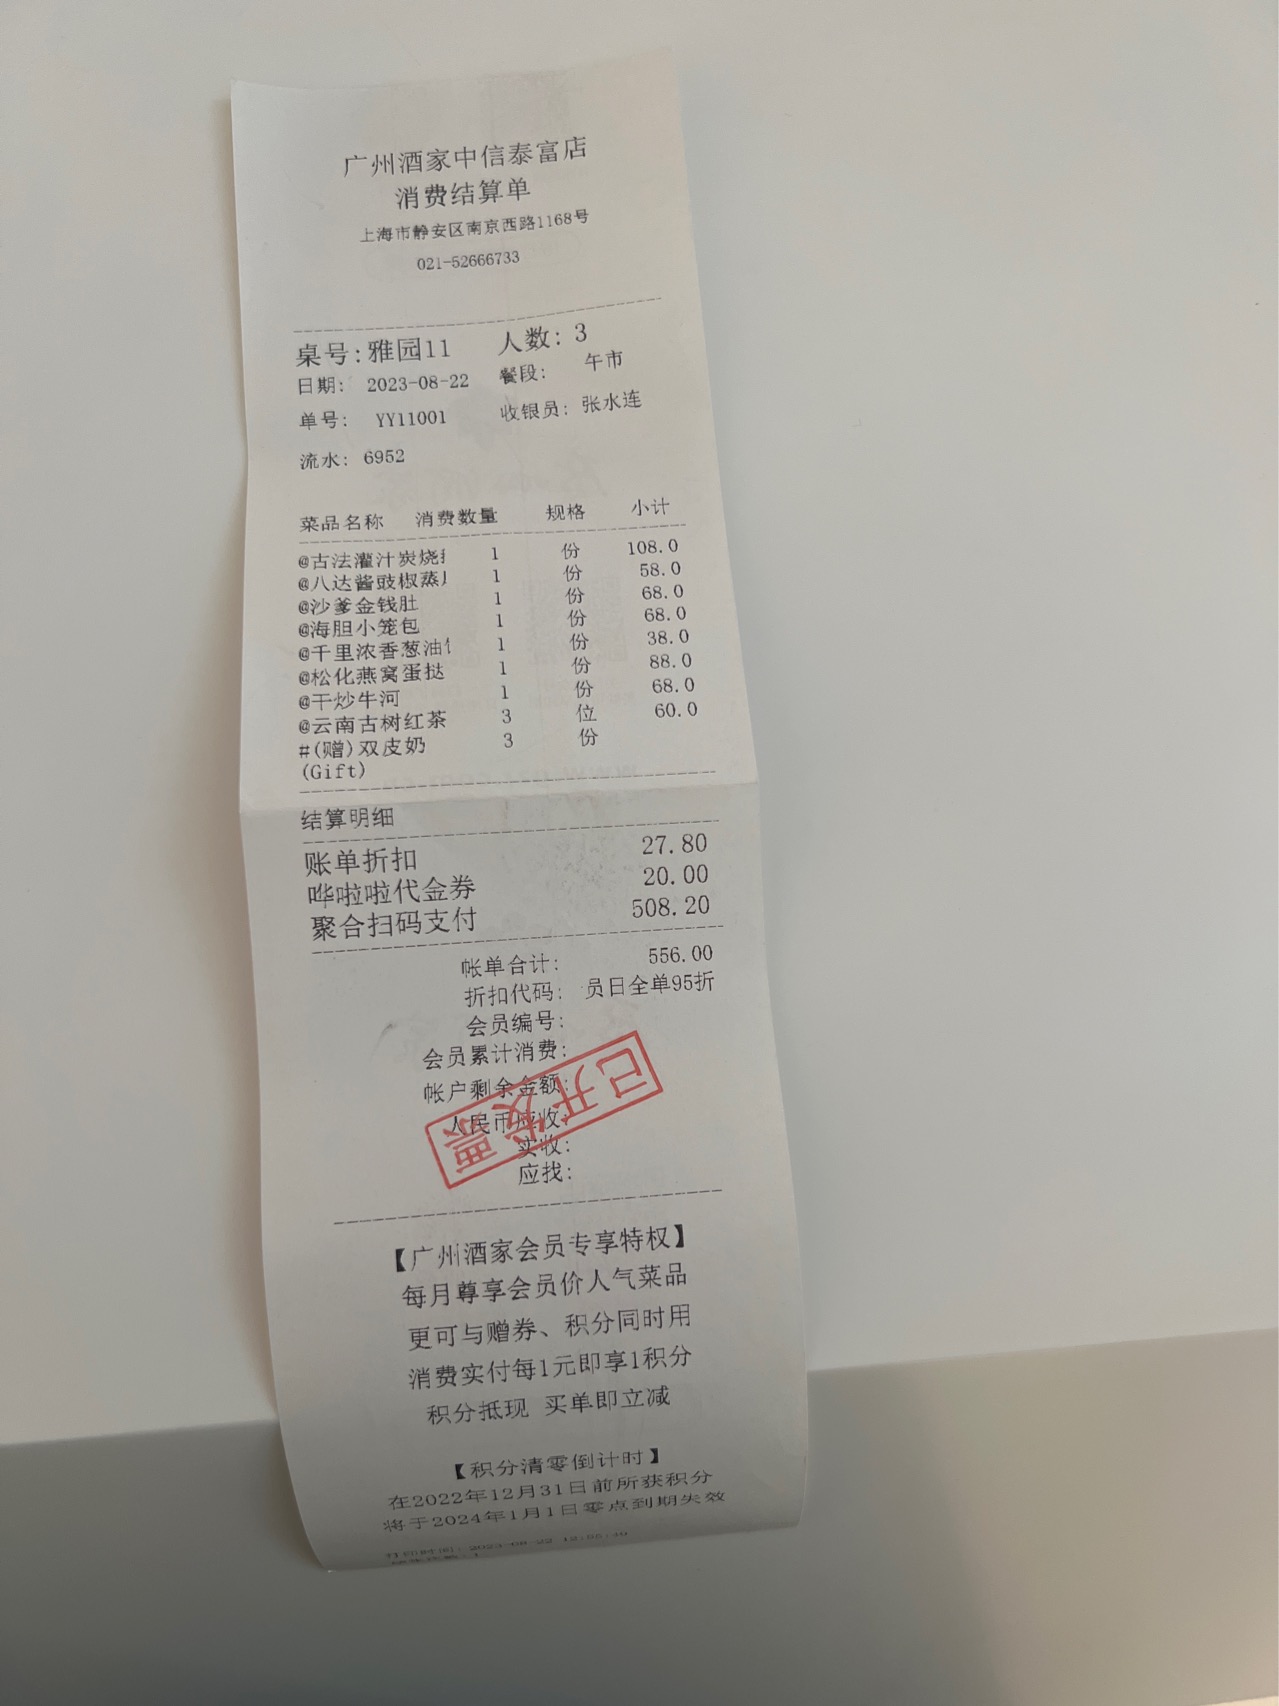 广州酒家中信泰富店
消费结算单
上海市静安区南京西路1168号
021-52666733
桌号:雅园11 人数: 3
日期: 2023-08-22 餐段: 午市
单号: YY11001 收银员: 张水连
流水: 6952
菜品名称 消费数量 规格 小计
@古法灌汁炭烧 1 份 108.0
@八达酱豉椒蒸 1 份 58.0
@沙爹金钱肚 1 份 68.0
@海胆小笼包 1 份 68.0
@千里浓香葱油 1 份 38.0
@松化燕窝蛋挞 1 份 88.0
@干炒牛河 1 份 68.0
@云南古树红茶 3 位 60.0
#(赠)双皮奶 3 份
(Gift)
结算明细
账单折扣 27.80
哗啦啦代金券 20.00
聚合扫码支付 508.20
帐单合计: 556.00
折扣代码: 员日全单95折
会员编号:
会员累计消费:
帐户剩余金额:
人民币应收:
实收:
应找:
已开发票
【广州酒家会员专享特权】
每月尊享会员价人气菜品
更可与赠券、积分同时用
消费实付每1元即享1积分
积分抵现 买单即立减
【积分清零倒计时】
在2022年12月31日前所获积分
将于2024年1月1日零点到期失效
打印时间: 2023-08-22